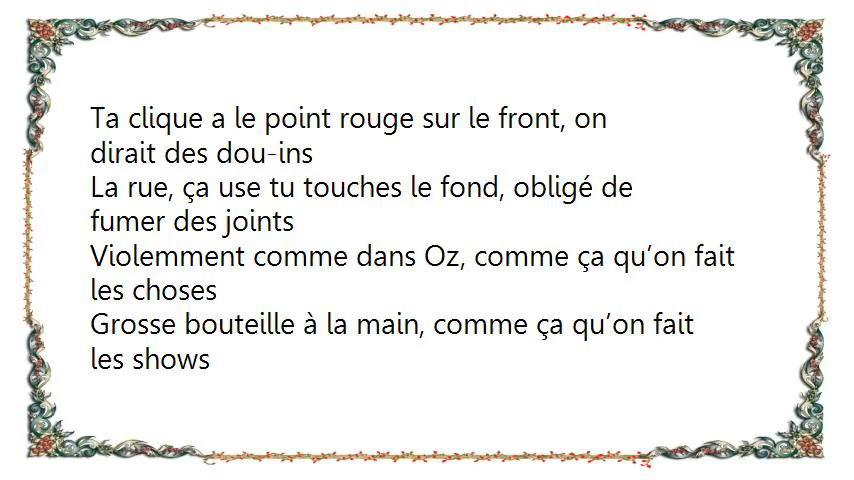 Ta clique a le point rouge sur le front, on
dirait des dou-ins
La rue, ça use tu touches le fond, obligé de
fumer des joints
Violemment comme dans Oz, comme ça qu’on fait
les choses
Grosse bouteille à la main, comme ça qu’on fait
les shows